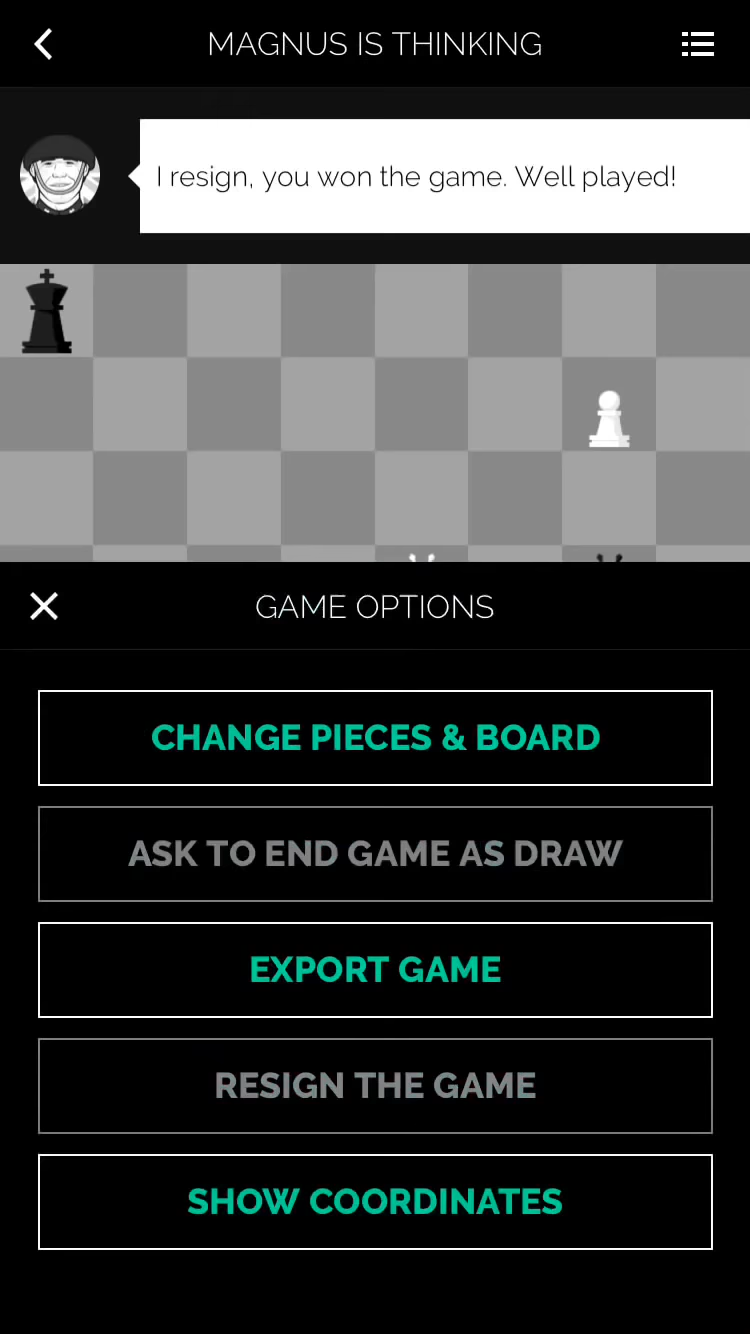 MAGNUS IS THINKING
I resign, you won the game. Well played!
GAME OPTIONS
CHANGE PIECES & BOARD
ASK TO END GAME AS DRAW
EXPORT GAME
RESIGN THE GAME
SHOW COORDINATES